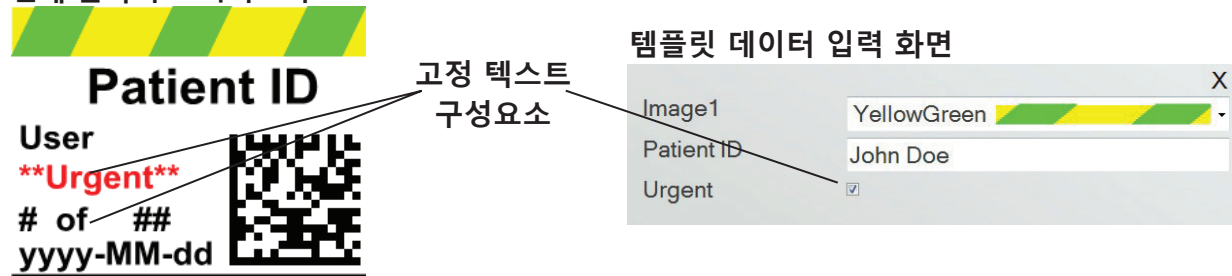 Patient ID
User
**Urgent**
# of ##
yyyy-MM-dd
고정 텍스트
구성요소
템플릿 데이터 입력 화면
X
Image1
YellowGreen
Patient ID
John Doe
Urgent